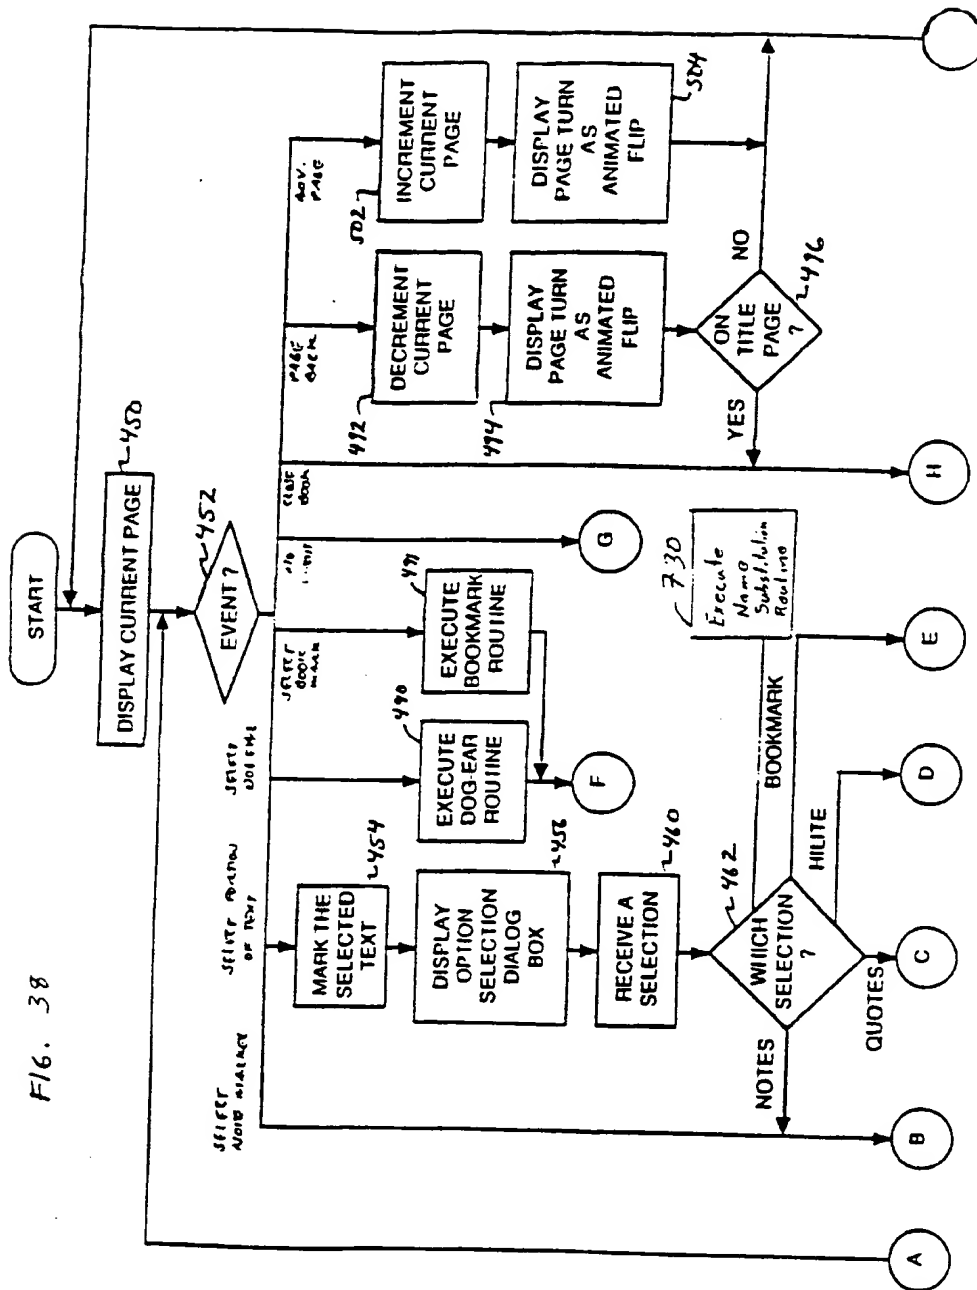 FIG. 38
START
DISPLAY CURRENT PAGE
450
EVENT?
452
SELECT NOTE MARKER
SELECT PORTION
OF TEXT
SELECT
SELECT
BOOK
MARK
CLOSE
BOOK
PAGE
BACK
ADV.
PAGE
MARK THE
SELECTED
TEXT
454
DISPLAY
OPTION
SELECTION
DIALOG
BOX
456
RECEIVE A
SELECTION
460
WHICH
SELECTION
?
462
NOTES
QUOTES
HILITE
BOOKMARK
730
Execute
Name
Substitution
Routine
490
EXECUTE
DOG-EAR
ROUTINE
491
EXECUTE
BOOKMARK
ROUTINE
492
DECREMENT
CURRENT
PAGE
494
DISPLAY
PAGE TURN
AS
ANIMATED
FLIP
ON
TITLE
PAGE
?
496
YES
NO
502
INCREMENT
CURRENT
PAGE
DISPLAY
PAGE TURN
AS
ANIMATED
FLIP
504
A
B
C
D
E
F
G
H